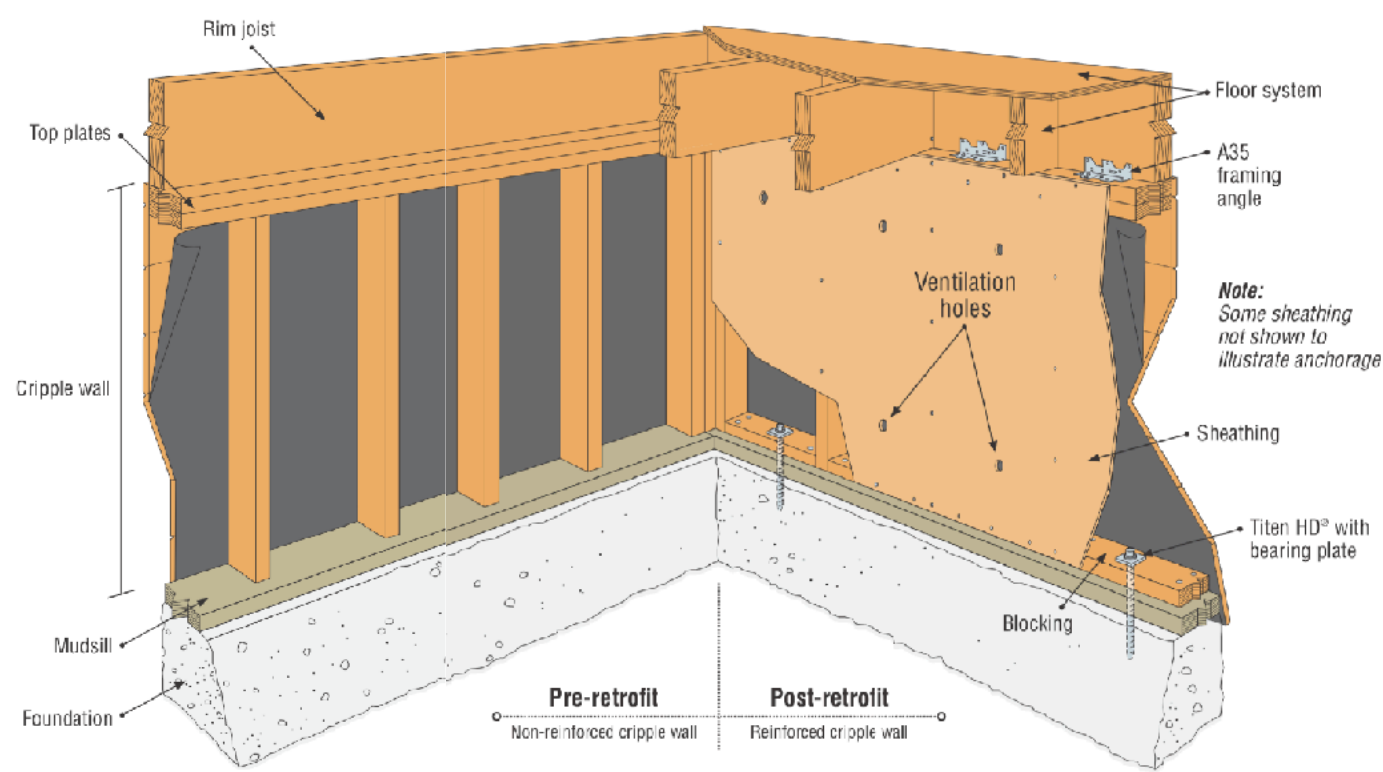 Rim joist
Top plates
Floor system
A35
framing
angle
Ventilation
holes
Note:
Some sheathing
not shown to
illustrate anchorage
Cripple wall
Sheathing
Titen HD® with
bearing plate
Blocking
Mudsill
Foundation
Pre-retrofit
Non-reinforced cripple wall
Post-retrofit
Reinforced cripple wall